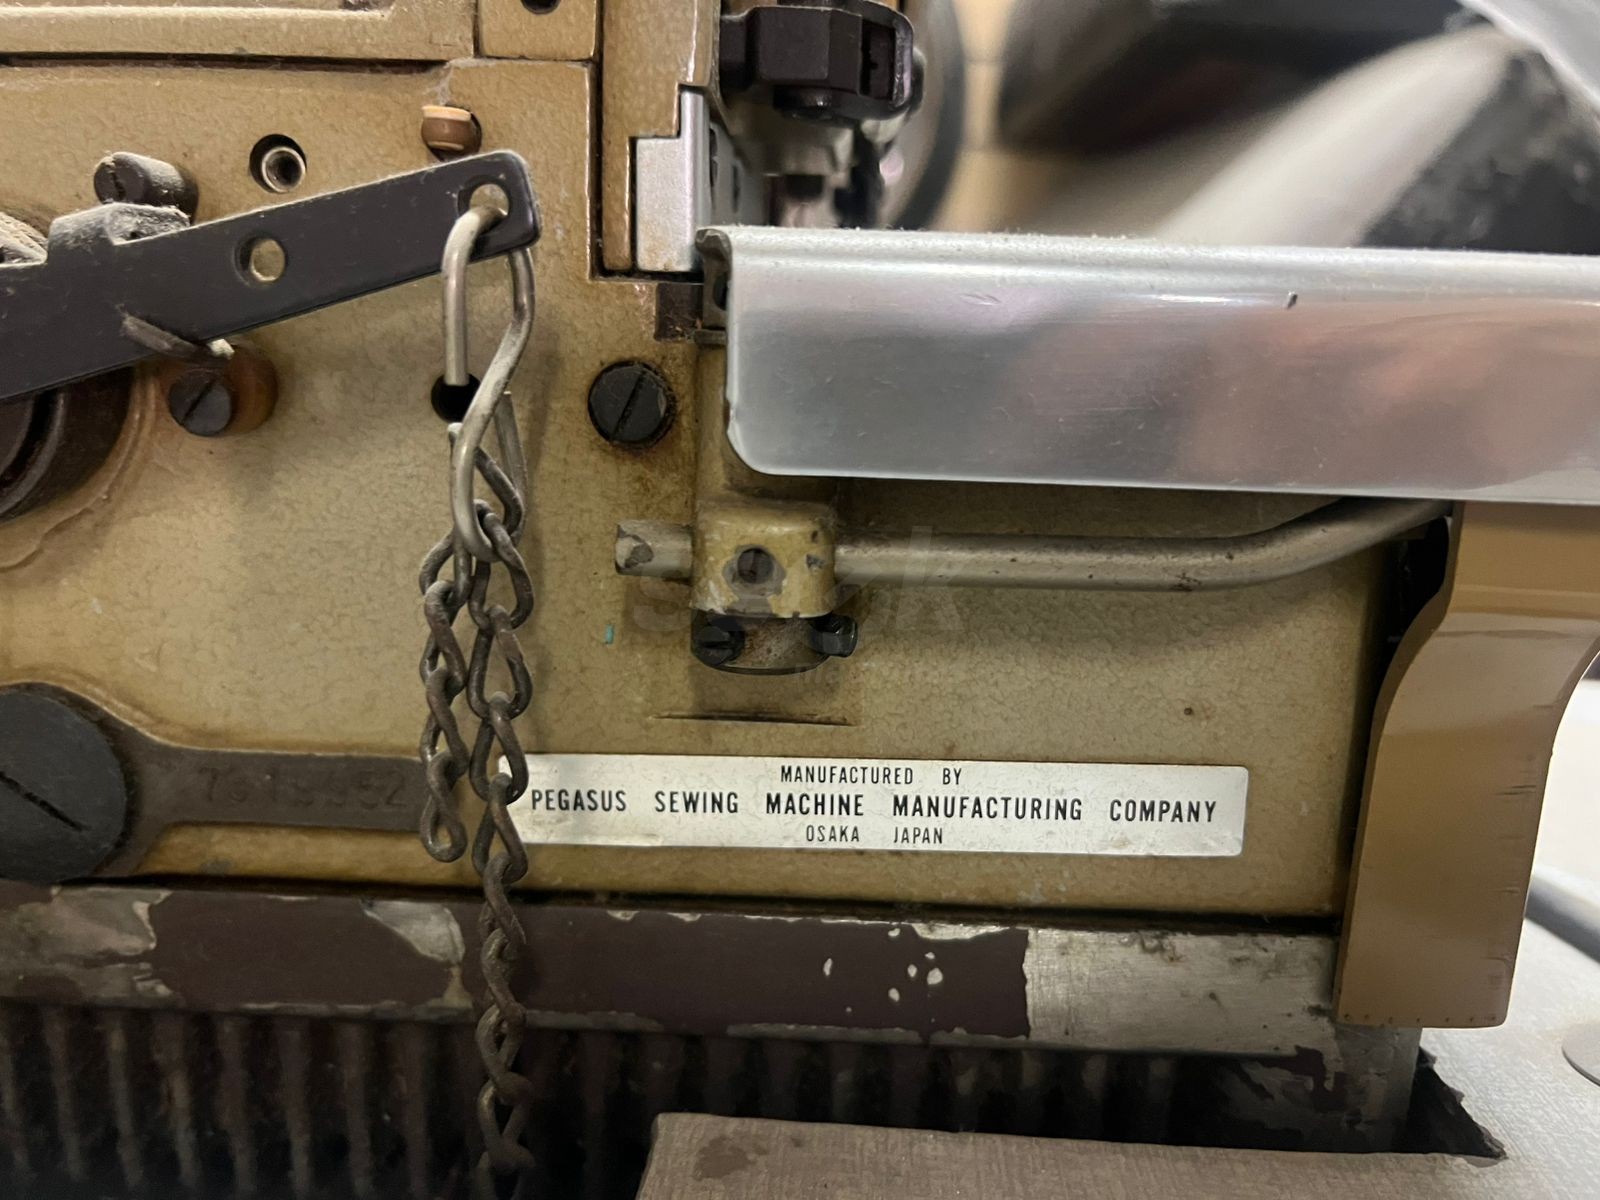 MANUFACTURED BY
PEGASUS SEWING MACHINE MANUFACTURING COMPANY
OSAKA JAPAN